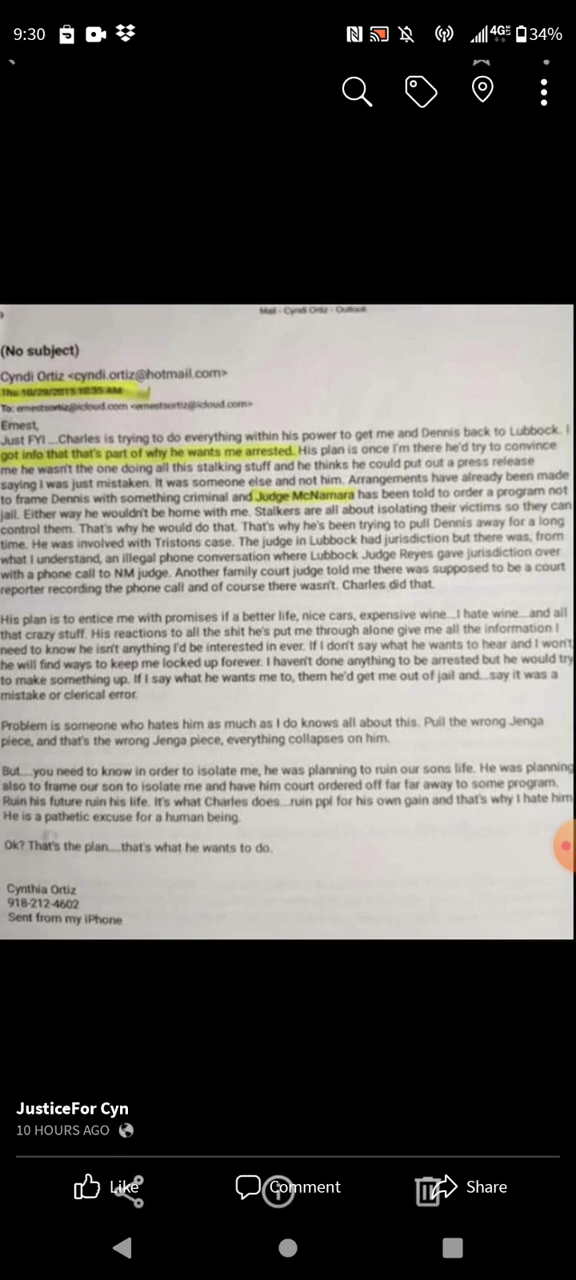 9:30
4G
34%
Mail - Cyndi Ortiz - Outlook
(No subject)
Cyndi Ortiz <cyndi.ortiz@hotmail.com>
Thu 10/29/2015 10:35 AM
To: ernestsortiz@icloud.com <ernestsortiz@icloud.com>
Ernest,
Just FYI ...Charles is trying to do everything within his power to get me and Dennis back to Lubbock. I
got info that that's part of why he wants me arrested. His plan is once I'm there he'd try to convince
me he wasn't the one doing all this stalking stuff and he thinks he could put out a press release
saying I was just mistaken. It was someone else and not him. Arrangements have already been made
to frame Dennis with something criminal and Judge McNamara has been told to order a program not
jail. Either way he wouldn't be home with me. Stalkers are all about isolating their victims so they can
control them. That's why he would do that. That's why he's been trying to pull Dennis away for a long
time. He was involved with Tristons case. The judge in Lubbock had jurisdiction but there was, from
what I understand, an illegal phone conversation where Lubbock Judge Reyes gave jurisdiction over
with a phone call to NM judge. Another family court judge told me there was supposed to be a court
reporter recording the phone call and of course there wasn't. Charles did that.
His plan is to entice me with promises if a better life, nice cars, expensive wine...I hate wine...and all
that crazy stuff. His reactions to all the shit he's put me through alone give me all the information I
need to know he isn't anything I'd be interested in ever. If I don't say what he wants to hear and I won't
he will find ways to keep me locked up forever. I haven't done anything to be arrested but he would try
to make something up. If I say what he wants me to, them he'd get me out of jail and...say it was a
mistake or clerical error.
Problem is someone who hates him as much as I do knows all about this. Pull the wrong Jenga
piece, and that's the wrong Jenga piece, everything collapses on him.
But....you need to know in order to isolate me, he was planning to ruin our sons life. He was planning
also to frame our son to isolate me and have him court ordered off far far away to some program.
Ruin his future ruin his life. It's what Charles does...ruin ppl for his own gain and that's why I hate him
He is a pathetic excuse for a human being.
Ok? That's the plan....that's what he wants to do.
Cynthia Ortiz
918-212-4602
Sent from my iPhone
JusticeFor Cyn
10 HOURS AGO
Like
Comment
Share